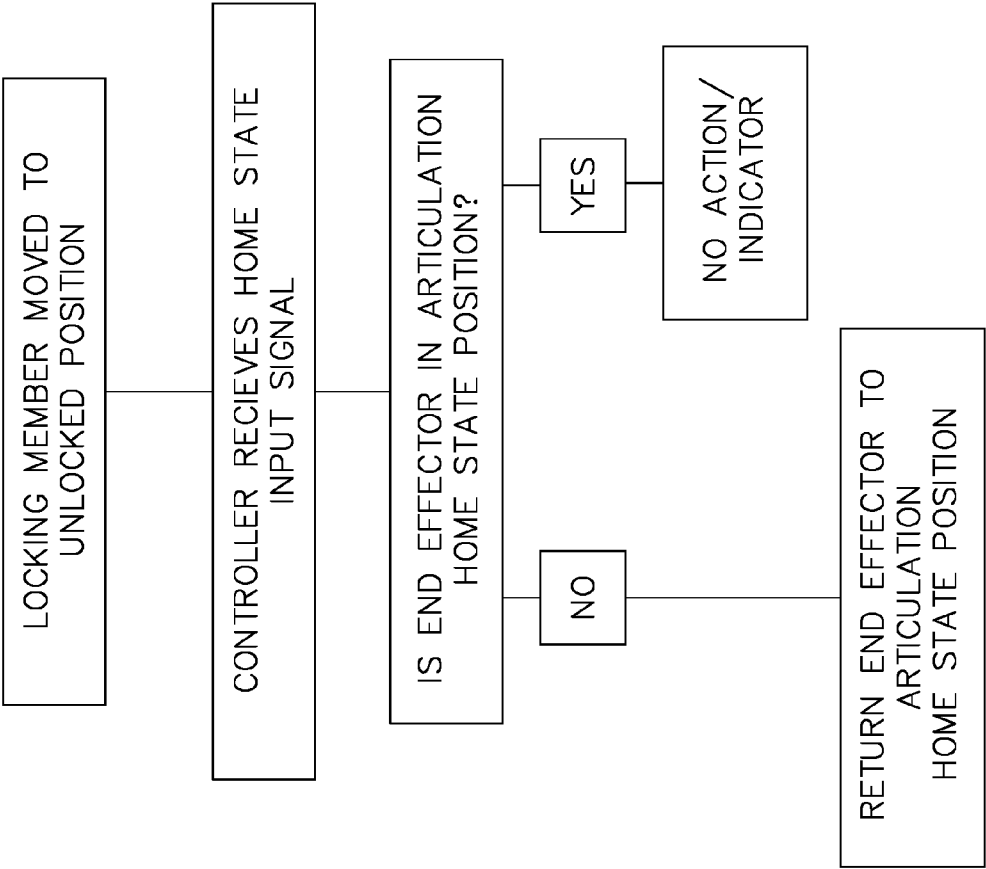 LOCKING MEMBER MOVED TO
UNLOCKED POSITION
CONTROLLER RECIEVES HOME STATE
INPUT SIGNAL
IS END EFFECTOR IN ARTICULATION
HOME STATE POSITION?
NO
YES
NO ACTION/
INDICATOR
RETURN END EFFECTOR TO
ARTICULATION
HOME STATE POSITION